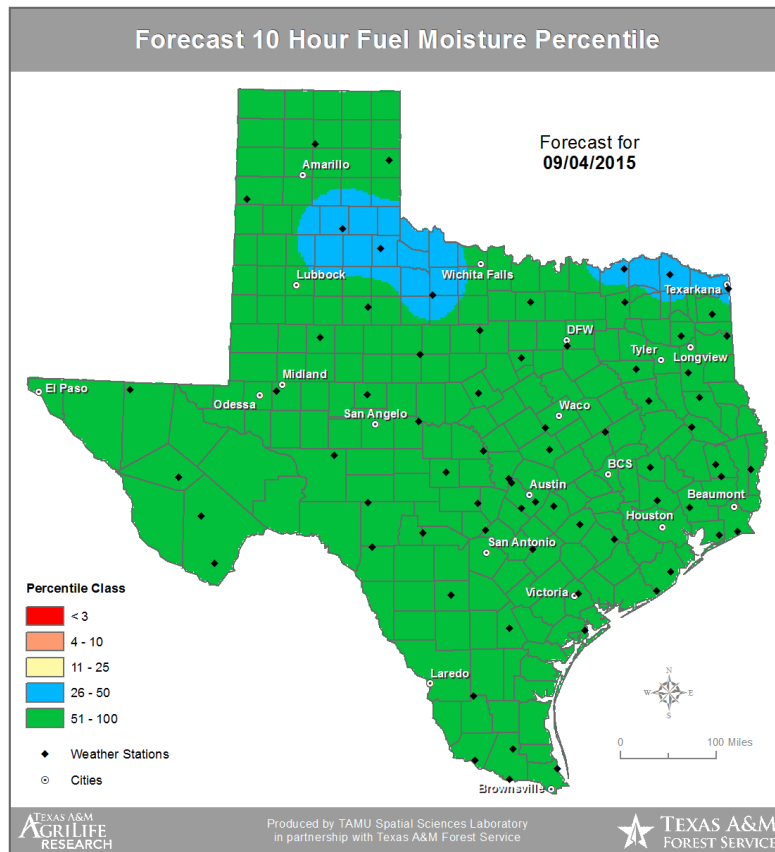 Forecast 10 Hour Fuel Moisture Percentile
Forecast for
09/04/2015
Amarillo
Lubbock
Wichita Falls
Texarkana
DFW
Tyler
Longview
El Paso
Midland
Odessa
San Angelo
Waco
BCS
Austin
Beaumont
Houston
San Antonio
Victoria
Laredo
Brownsville
Percentile Class
< 3
4 - 10
11 - 25
26 - 50
51 - 100
Weather Stations
Cities
N
W
E
S
0
100 Miles
TEXAS A&M
AGRILIFE
RESEARCH
Produced by TAMU Spatial Sciences Laboratory
in partnership with Texas A&M Forest Service
TEXAS A&M
FOREST SERVICE